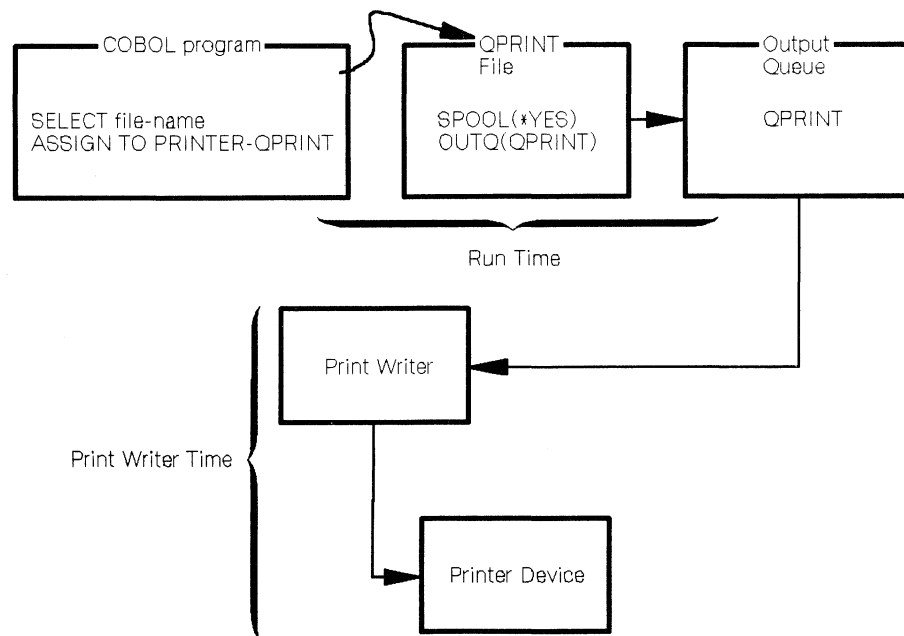 COBOL program
SELECT file-name
ASSIGN TO PRINTER-QPRINT
QPRINT
File
SPOOL(*YES)
OUTQ(QPRINT)
Output
Queue
QPRINT
Run Time
Print Writer
Print Writer Time
Printer Device